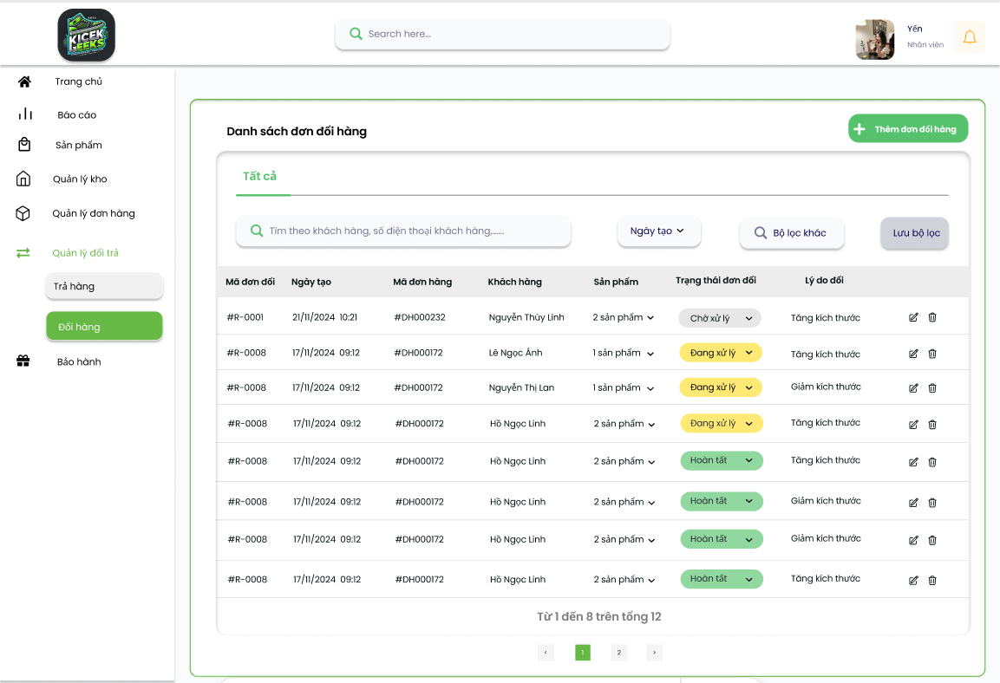 KICEK
GEEKS
Search here...
Yến
Nhân viên
Trang chủ
Báo cáo
Sản phẩm
Quản lý kho
Quản lý đơn hàng
Quản lý đổi trả
Trả hàng
Đổi hàng
Bảo hành
Danh sách đơn đổi hàng
Thêm đơn đổi hàng
Tất cả
Tìm theo khách hàng, số điện thoại khách hàng,......
Ngày tạo
Bộ lọc khác
Lưu bộ lọc
Mã đơn đổi Ngày tạo Mã đơn hàng Khách hàng Sản phẩm Trạng thái đơn đổi Lý do đổi
#R-0001 21/11/2024 10:21 #DH000232 Nguyễn Thùy Linh 2 sản phẩm Chờ xử lý Tăng kích thước
#R-0008 17/11/2024 09:12 #DH000172 Lê Ngọc Ánh 1 sản phẩm Đang xử lý Tăng kích thước
#R-0008 17/11/2024 09:12 #DH000172 Nguyễn Thị Lan 1 sản phẩm Đang xử lý Giảm kích thước
#R-0008 17/11/2024 09:12 #DH000172 Hồ Ngọc Linh 2 sản phẩm Đang xử lý Tăng kích thước
#R-0008 17/11/2024 09:12 #DH000172 Hồ Ngọc Linh 2 sản phẩm Hoàn tất Tăng kích thước
#R-0008 17/11/2024 09:12 #DH000172 Hồ Ngọc Linh 2 sản phẩm Hoàn tất Giảm kích thước
#R-0008 17/11/2024 09:12 #DH000172 Hồ Ngọc Linh 2 sản phẩm Hoàn tất Giảm kích thước
#R-0008 17/11/2024 09:12 #DH000172 Hồ Ngọc Linh 2 sản phẩm Hoàn tất Tăng kích thước
Từ 1 đến 8 trên tổng 12
‹ 1 2 ›